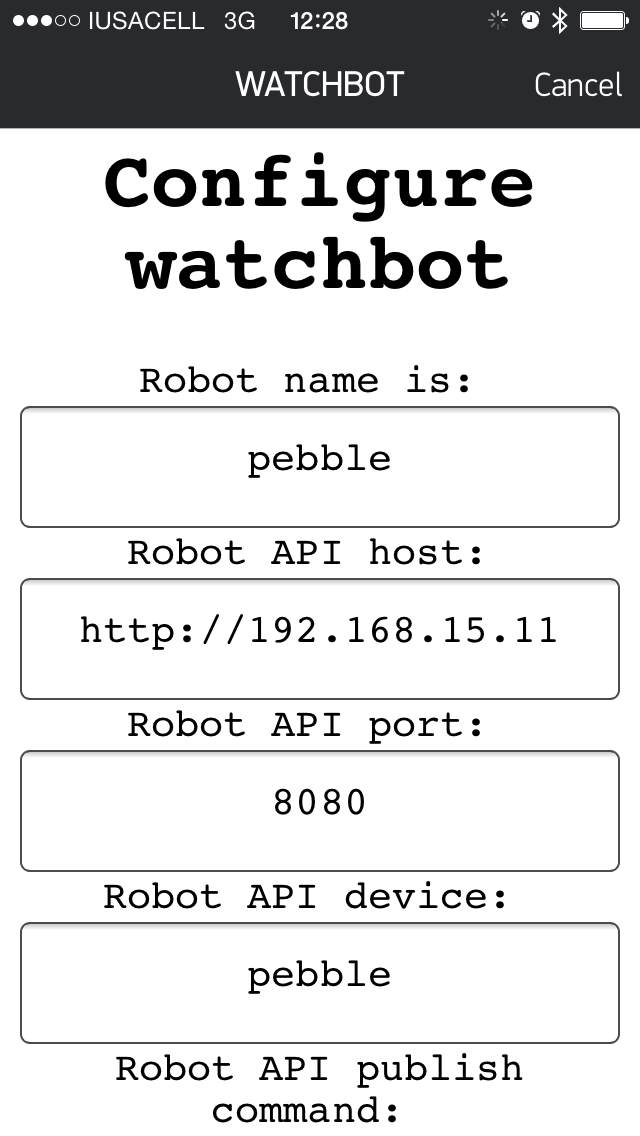 IUSACELL 3G 12:28
WATCHBOT Cancel
Configure
watchbot
Robot name is:
pebble
Robot API host:
http://192.168.15.11
Robot API port:
8080
Robot API device:
pebble
Robot API publish
command: